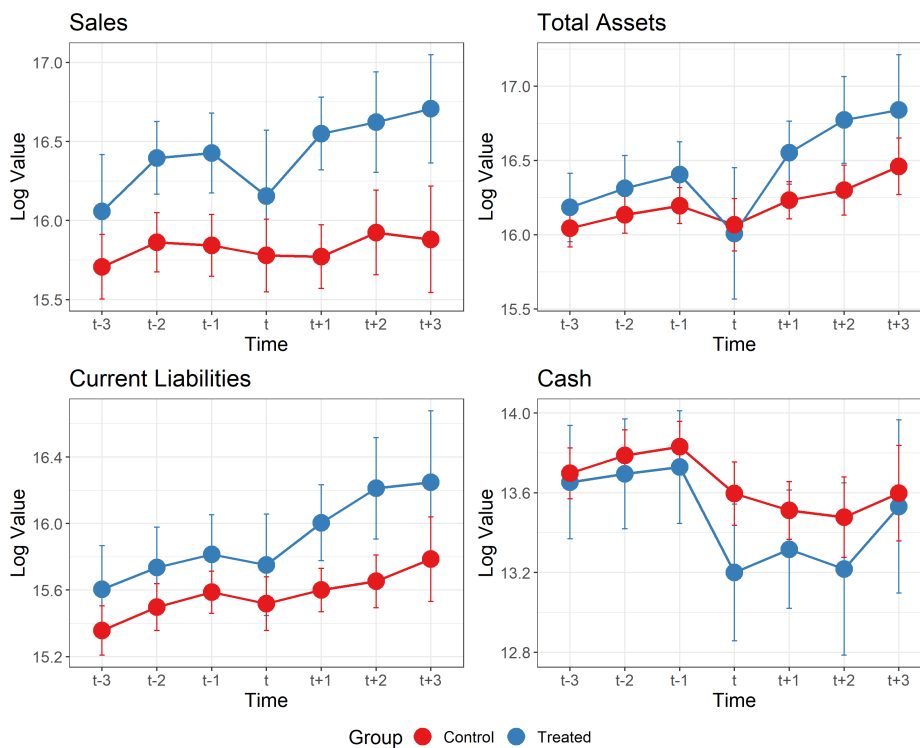 Sales
Log Value
17.0
16.5
16.0
15.5
t-3 t-2 t-1 t t+1 t+2 t+3
Time
Total Assets
Log Value
17.0
16.5
16.0
15.5
t-3 t-2 t-1 t t+1 t+2 t+3
Time
Current Liabilities
Log Value
16.4
16.0
15.6
15.2
t-3 t-2 t-1 t t+1 t+2 t+3
Time
Cash
Log Value
14.0
13.6
13.2
12.8
t-3 t-2 t-1 t t+1 t+2 t+3
Time
Group Control Treated